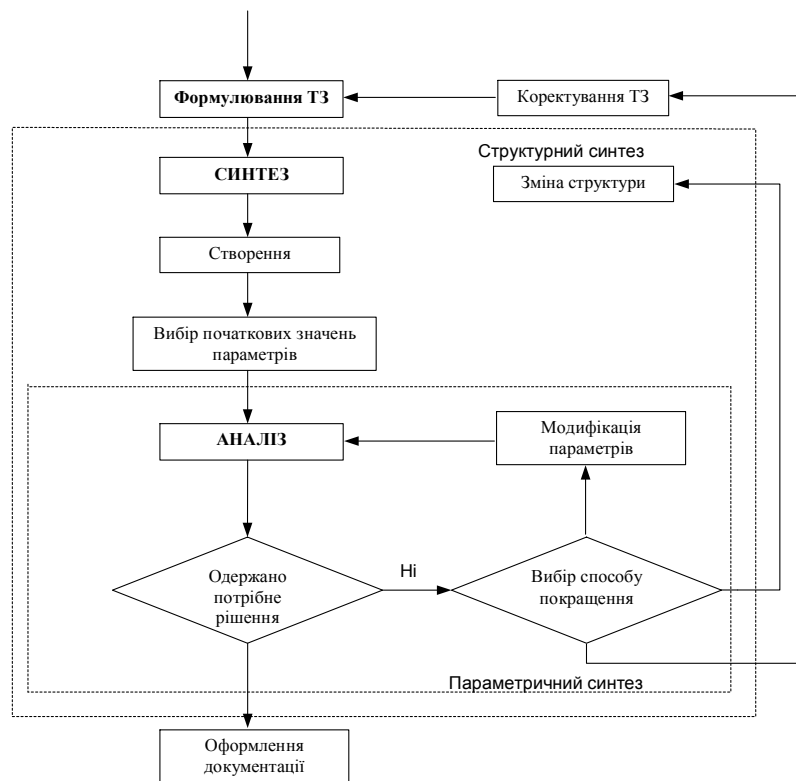 Формулювання ТЗ
Коректування ТЗ
Структурний синтез
СИНТЕЗ
Зміна структури
Створення
Вибір початкових значень
параметрів
АНАЛІЗ
Модифікація
параметрів
Одержано
потрібне
рішення
Ні
Вибір способу
покращення
Параметричний синтез
Оформлення
документації